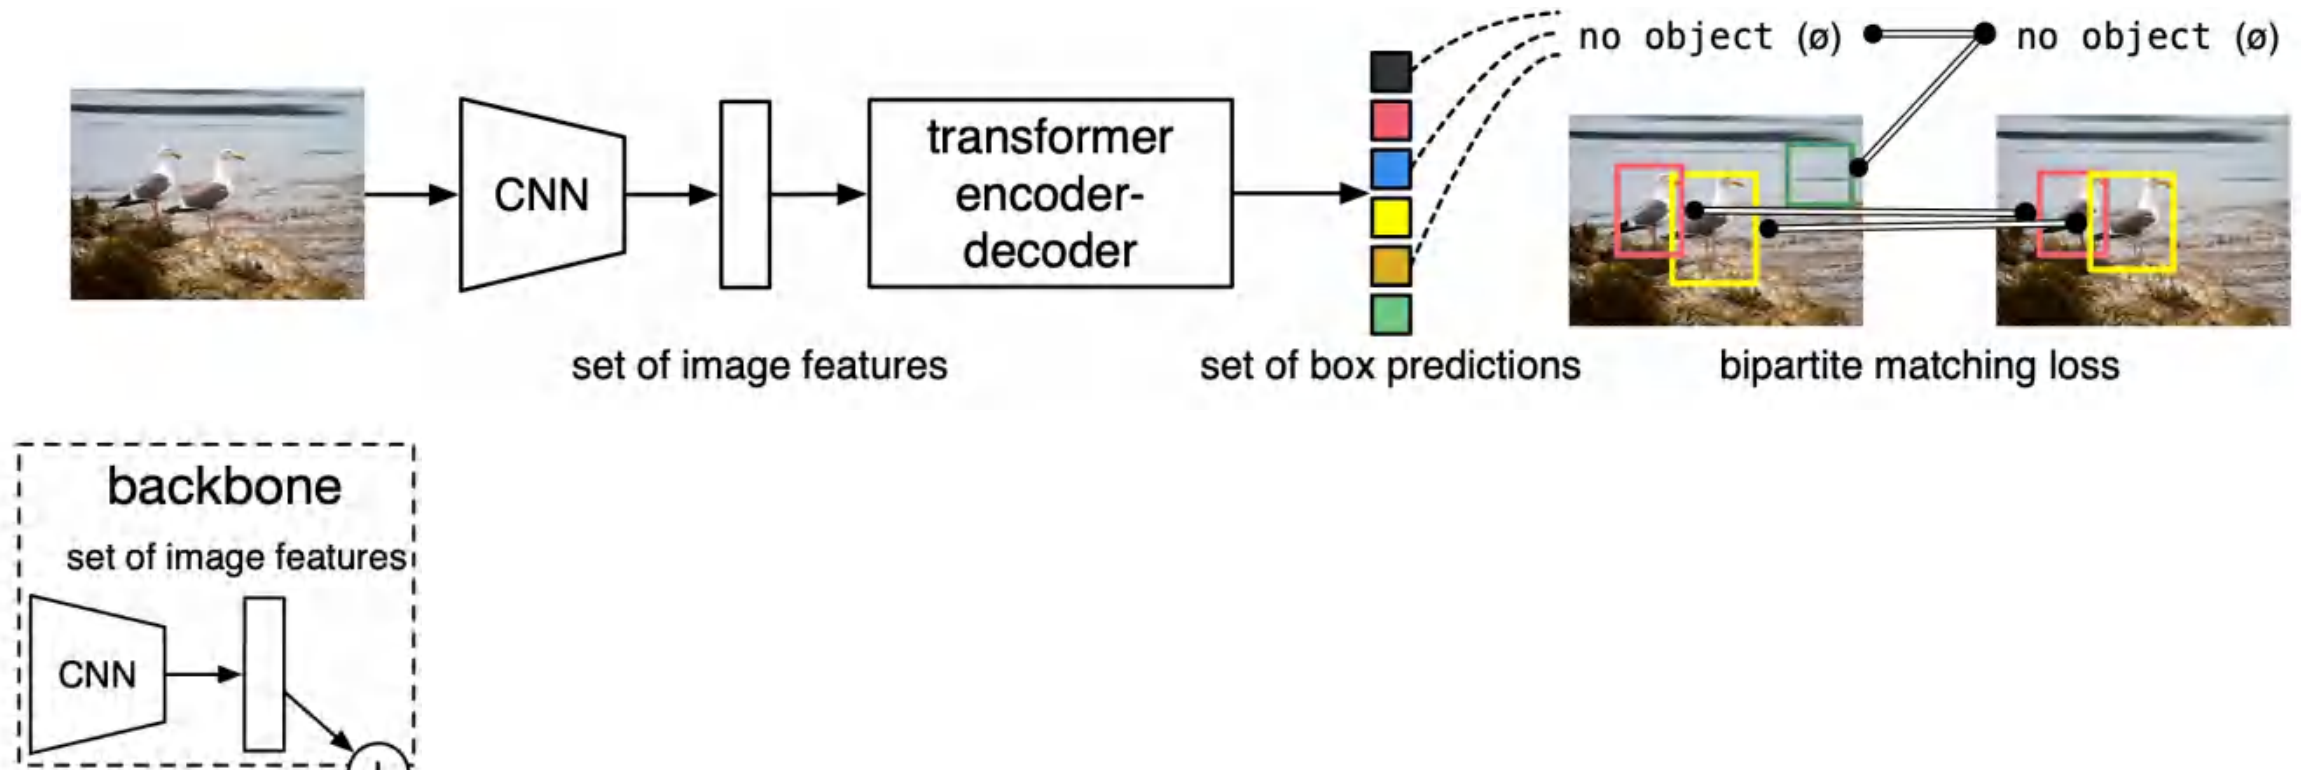 no object (ø) no object (ø)
CNN
transformer
encoder-
decoder
set of image features
set of box predictions
bipartite matching loss
backbone
set of image features
CNN